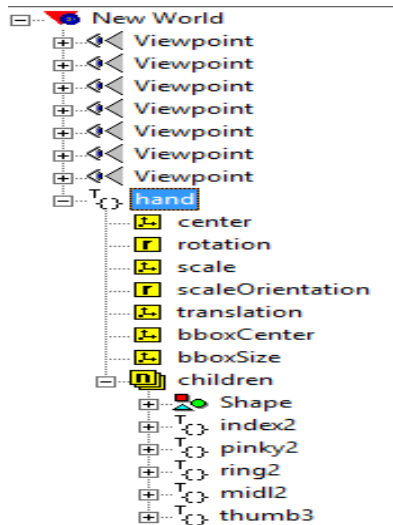 New World
Viewpoint
Viewpoint
Viewpoint
Viewpoint
Viewpoint
Viewpoint
Viewpoint
T{} hand
center
r rotation
scale
r scaleOrientation
translation
bboxCenter
bboxSize
n children
Shape
T{} index2
T{} pinky2
T{} ring2
T{} midl2
T{} thumb3